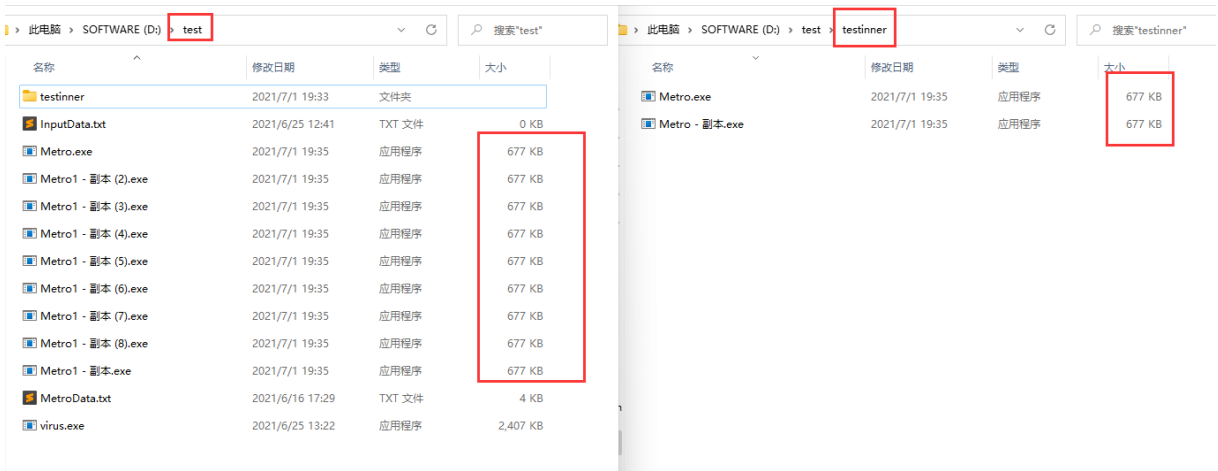 此电脑 › SOFTWARE (D:) › test
搜索"test"
名称 修改日期 类型 大小
testinner 2021/7/1 19:33 文件夹
InputData.txt 2021/6/25 12:41 TXT 文件 0 KB
Metro.exe 2021/7/1 19:35 应用程序 677 KB
Metro1 - 副本 (2).exe 2021/7/1 19:35 应用程序 677 KB
Metro1 - 副本 (3).exe 2021/7/1 19:35 应用程序 677 KB
Metro1 - 副本 (4).exe 2021/7/1 19:35 应用程序 677 KB
Metro1 - 副本 (5).exe 2021/7/1 19:35 应用程序 677 KB
Metro1 - 副本 (6).exe 2021/7/1 19:35 应用程序 677 KB
Metro1 - 副本 (7).exe 2021/7/1 19:35 应用程序 677 KB
Metro1 - 副本 (8).exe 2021/7/1 19:35 应用程序 677 KB
Metro1 - 副本.exe 2021/7/1 19:35 应用程序 677 KB
MetroData.txt 2021/6/16 17:29 TXT 文件 4 KB
virus.exe 2021/6/25 13:22 应用程序 2,407 KB
此电脑 › SOFTWARE (D:) › test › testinner
搜索"testinner"
名称 修改日期 类型 大小
Metro.exe 2021/7/1 19:35 应用程序 677 KB
Metro - 副本.exe 2021/7/1 19:35 应用程序 677 KB